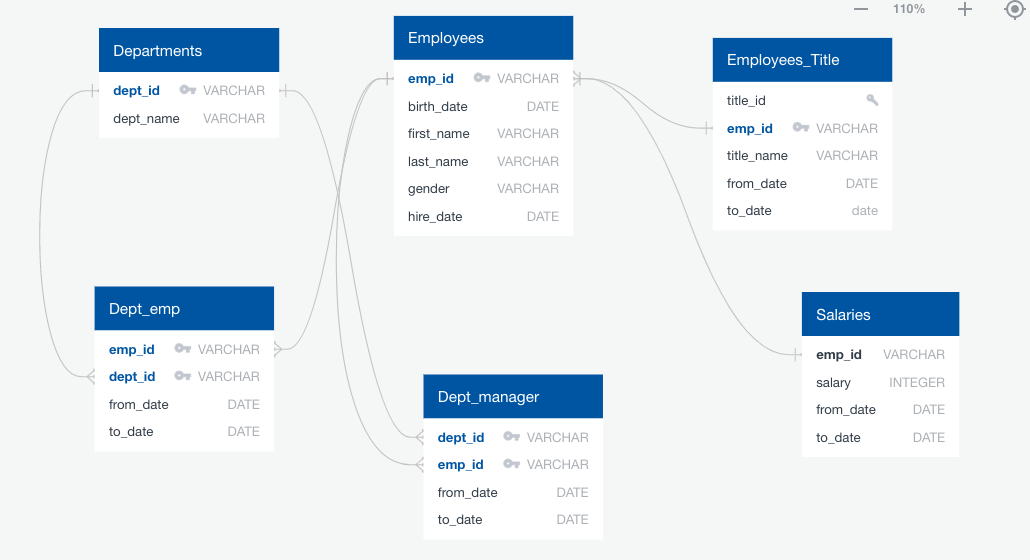 110%
Departments
dept_id VARCHAR
dept_name VARCHAR
Employees
emp_id VARCHAR
birth_date DATE
first_name VARCHAR
last_name VARCHAR
gender VARCHAR
hire_date DATE
Employees_Title
title_id
emp_id VARCHAR
title_name VARCHAR
from_date DATE
to_date date
Dept_emp
emp_id VARCHAR
dept_id VARCHAR
from_date DATE
to_date DATE
Dept_manager
dept_id VARCHAR
emp_id VARCHAR
from_date DATE
to_date DATE
Salaries
emp_id VARCHAR
salary INTEGER
from_date DATE
to_date DATE